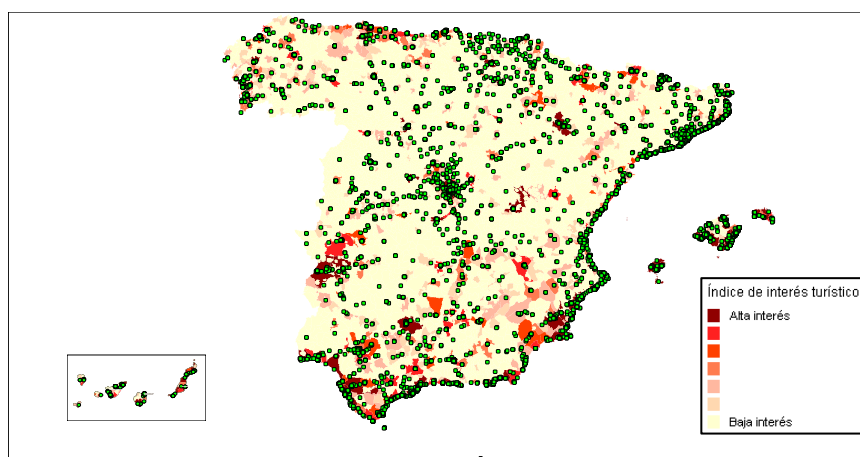 Índice de interés turístico
Alta interés
Baja interés